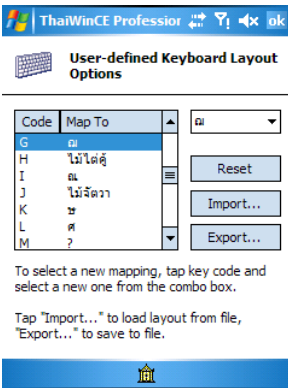 ThaiWinCE Professior ok
User-defined Keyboard Layout
Options
Code Map To
ฌ
G ฌ
H ไม้ไต่คู้
I ณ
J ไม้จัตวา
K ษ
L ศ
M ?
Reset
Import...
Export...
To select a new mapping, tap key code and
select a new one from the combo box.
Tap "Import..." to load layout from file,
"Export..." to save to file.